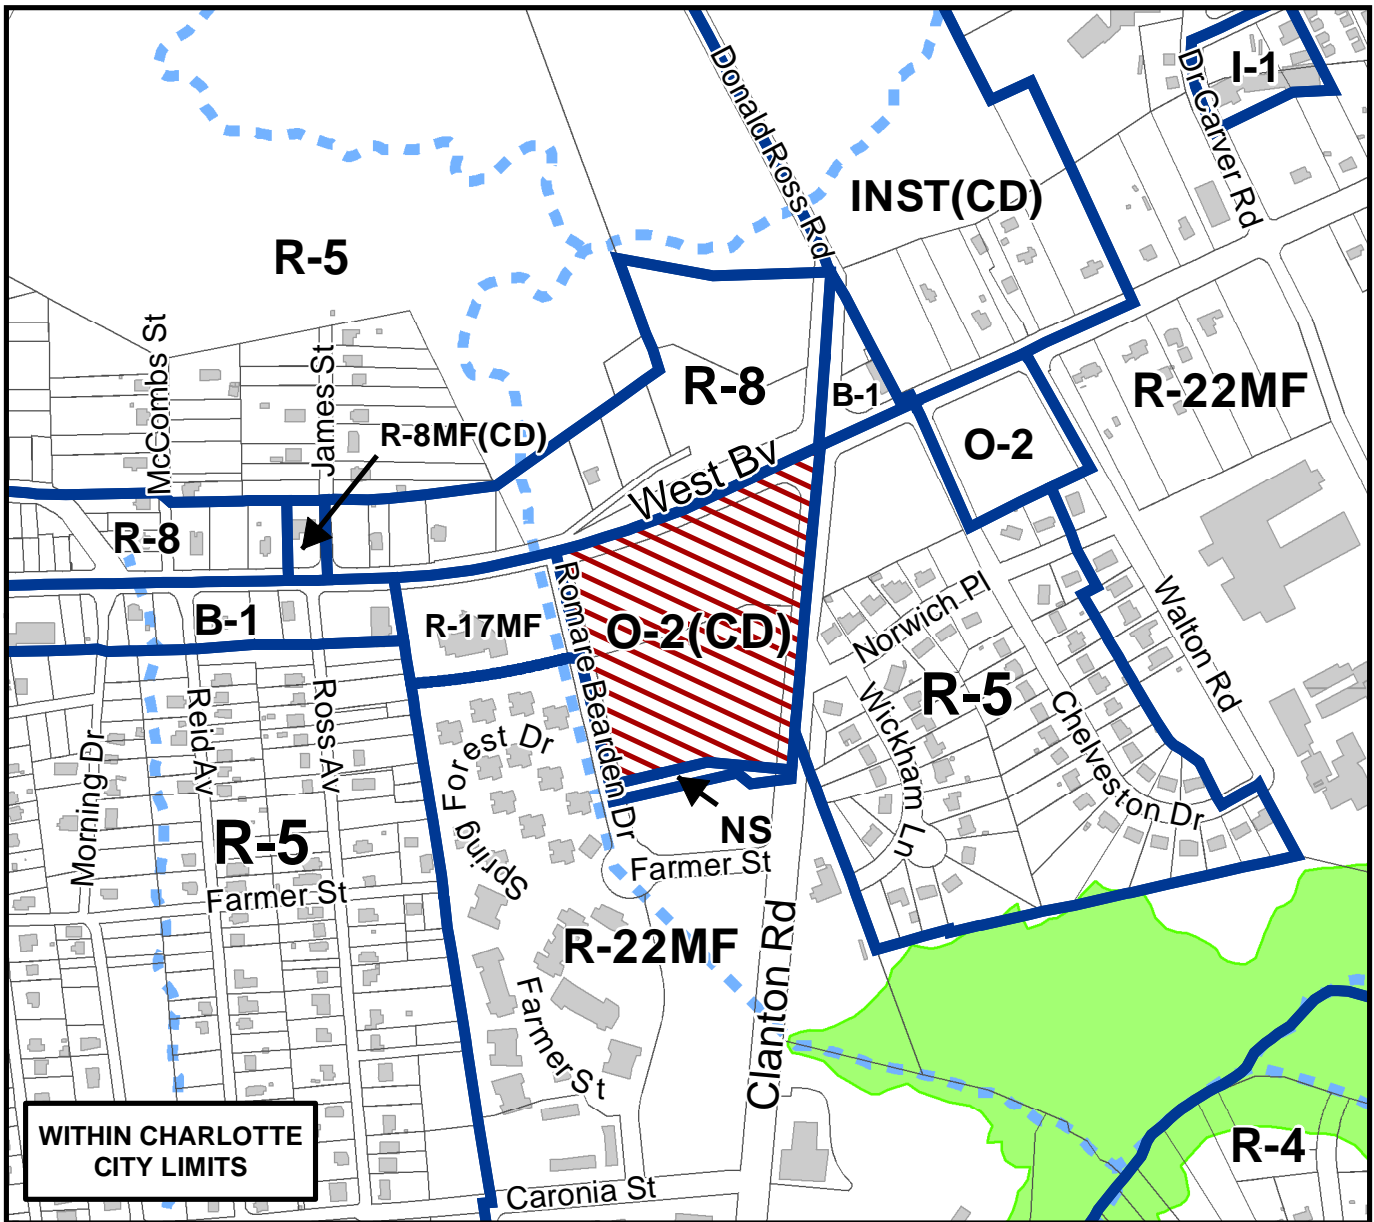 Donald Ross Rd
Dr Carver Rd
I-1
INST(CD)
R-5
McCombs St
James St
R-8MF(CD)
R-8
B-1
R-22MF
O-2
West Bv
R-8
B-1
R-17MF
Romare Bearden Dr
O-2(CD)
Norwich Pl
Walton Rd
R-5
Wickham Ln
Chelveston Dr
Reid Av
Ross Av
Morning Dr
Spring Forest Dr
NS
R-5
Farmer St
Farmer St
R-22MF
Clanton Rd
Farmer St
WITHIN CHARLOTTE
CITY LIMITS
R-4
Caronia St